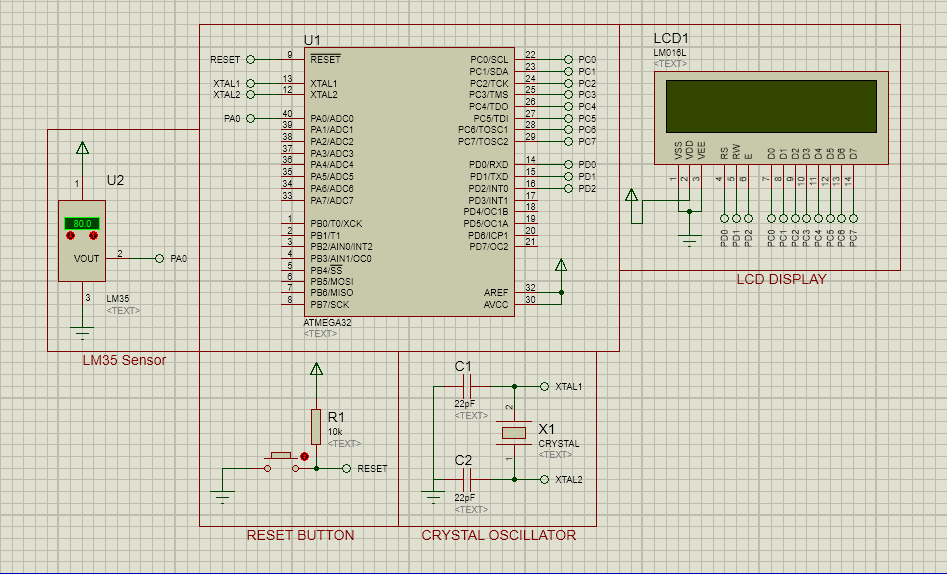 U1
RESET 9 RESET
XTAL1 13 XTAL1
XTAL2 12 XTAL2
PA0 40 PA0/ADC0
39 PA1/ADC1
38 PA2/ADC2
37 PA3/ADC3
36 PA4/ADC4
35 PA5/ADC5
34 PA6/ADC6
33 PA7/ADC7
1 PB0/T0/XCK
2 PB1/T1
3 PB2/AIN0/INT2
4 PB3/AIN1/OC0
5 PB4/SS
6 PB5/MOSI
7 PB6/MISO
8 PB7/SCK
PC0/SCL 22 PC0
PC1/SDA 23 PC1
PC2/TCK 24 PC2
PC3/TMS 25 PC3
PC4/TDO 26 PC4
PC5/TDI 27 PC5
PC6/TOSC1 28 PC6
PC7/TOSC2 29 PC7
PD0/RXD 14 PD0
PD1/TXD 15 PD1
PD2/INT0 16 PD2
PD3/INT1 17
PD4/OC1B 18
PD5/OC1A 19
PD6/ICP1 20
PD7/OC2 21
AREF 32
AVCC 30
ATMEGA32
<TEXT>
LCD1
LM016L
<TEXT>
VSS VDD VEE RS RW E D0 D1 D2 D3 D4 D5 D6 D7
1 2 3 4 5 6 7 8 9 10 11 12 13 14
PD0 PD1 PD2 PC0 PC1 PC2 PC3 PC4 PC5 PC6 PC7
LCD DISPLAY
U2
1
80.0
VOUT 2 PA0
3
LM35
<TEXT>
LM35 Sensor
R1
10k
<TEXT>
RESET
RESET BUTTON
C1
22pF
<TEXT>
XTAL1
2
X1
CRYSTAL
<TEXT>
1
C2
22pF
<TEXT>
XTAL2
CRYSTAL OSCILLATOR